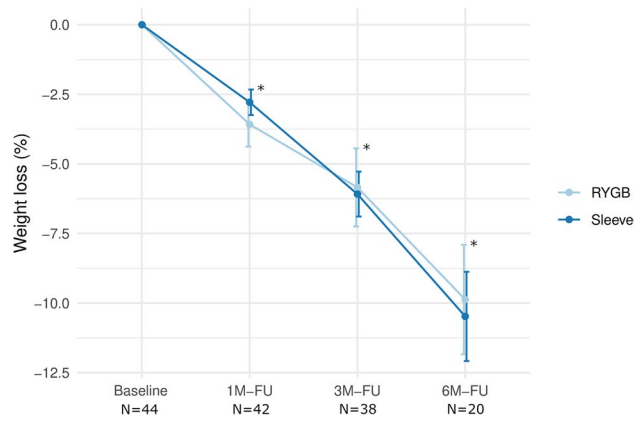 0.0
−2.5
−5.0
−7.5
−10.0
−12.5
Weight loss (%)
*
*
*
RYGB
Sleeve
Baseline 1M−FU 3M−FU 6M−FU
N=44 N=42 N=38 N=20